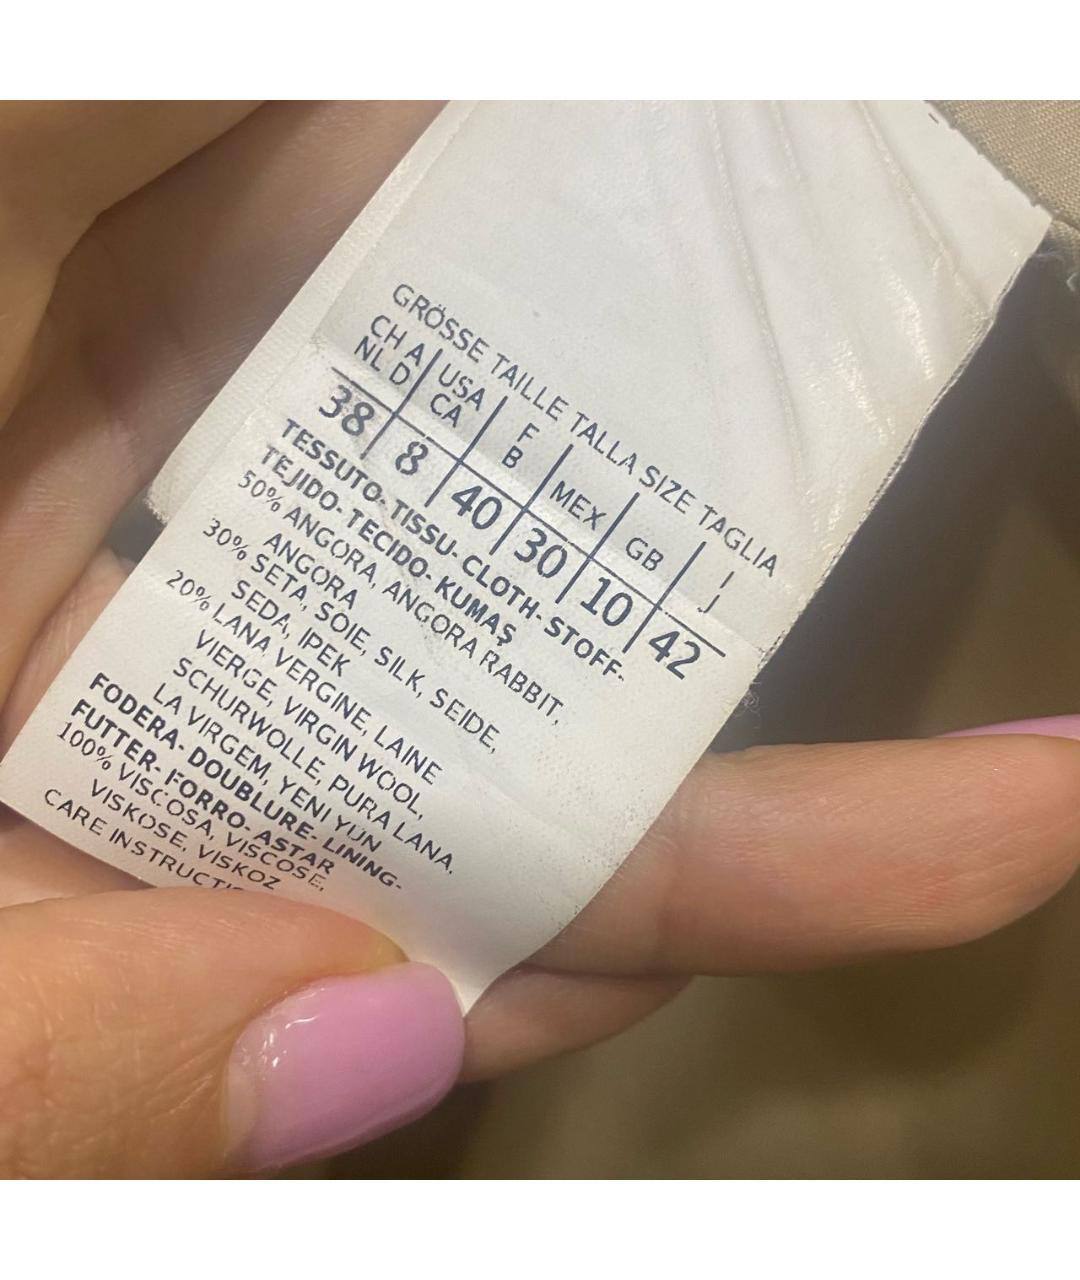 GRÖSSE TAILLE TALLA SIZE TAGLIA
CH A USA F MEX GB I
NL D CA B J
38 8 40 30 10 42
TESSUTO- TISSU- CLOTH- STOFF-
TEJIDO- TECIDO- KUMAŞ
50% ANGORA, ANGORA RABBIT,
ANGORA
30% SETA, SOIE, SILK, SEIDE,
SEDA, IPEK
20% LANA VERGINE, LAINE
VIERGE, VIRGIN WOOL,
SCHURWOLLE, PURA LANA,
LA VIRGEM, YENI YÜN
FODERA- DOUBLURE- LINING-
FUTTER- FORRO- ASTAR
100% VISCOSA, VISCOSE,
VISKOSE, VISKOZ
CARE